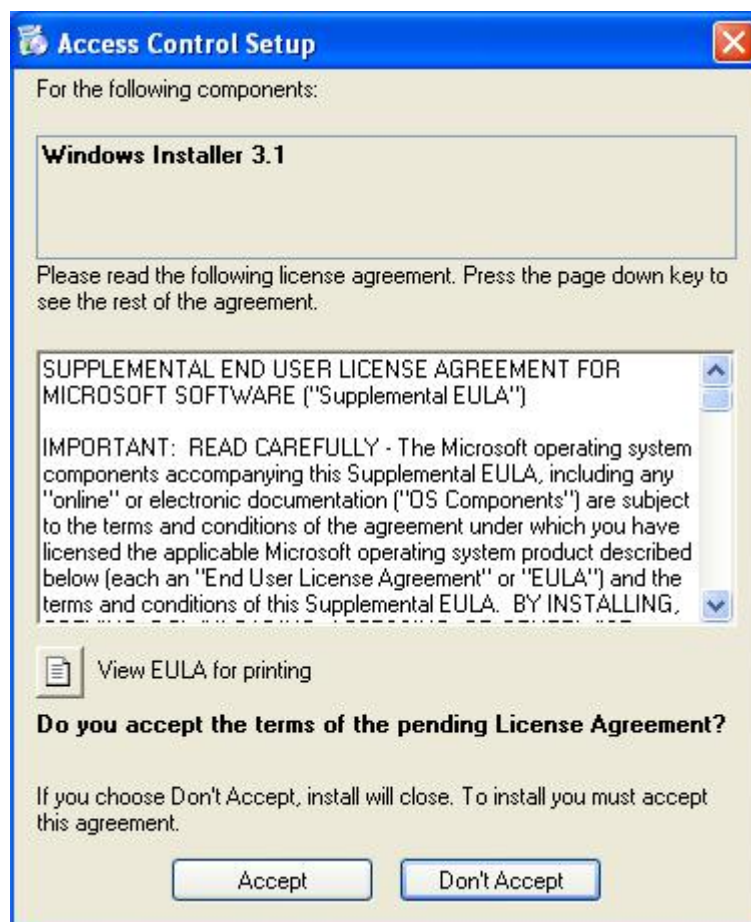 Access Control Setup
For the following components:
Windows Installer 3.1
Please read the following license agreement. Press the page down key to
see the rest of the agreement.
SUPPLEMENTAL END USER LICENSE AGREEMENT FOR
MICROSOFT SOFTWARE ("Supplemental EULA")
IMPORTANT:  READ CAREFULLY - The Microsoft operating system
components accompanying this Supplemental EULA, including any
"online" or electronic documentation ("OS Components") are subject
to the terms and conditions of the agreement under which you have
licensed the applicable Microsoft operating system product described
below (each an "End User License Agreement" or "EULA") and the
terms and conditions of this Supplemental EULA.  BY INSTALLING,
View EULA for printing
Do you accept the terms of the pending License Agreement?
If you choose Don't Accept, install will close. To install you must accept
this agreement.
Accept
Don't Accept